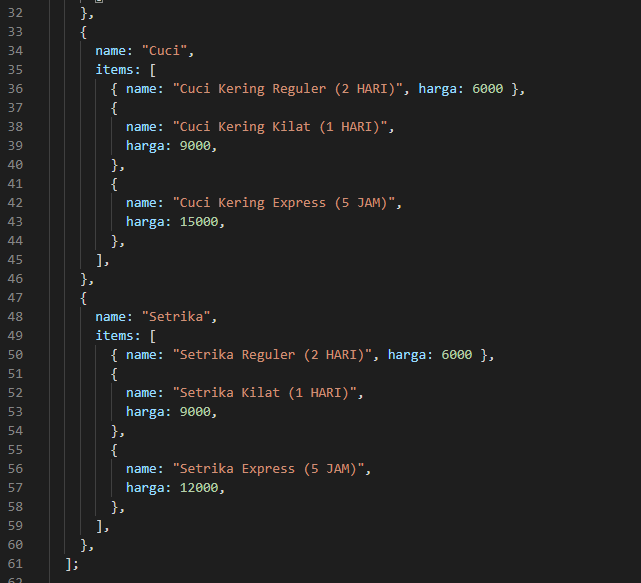 32 },
33 {
34 name: "Cuci",
35 items: [
36 { name: "Cuci Kering Reguler (2 HARI)", harga: 6000 },
37 {
38 name: "Cuci Kering Kilat (1 HARI)",
39 harga: 9000,
40 },
41 {
42 name: "Cuci Kering Express (5 JAM)",
43 harga: 15000,
44 },
45 ],
46 },
47 {
48 name: "Setrika",
49 items: [
50 { name: "Setrika Reguler (2 HARI)", harga: 6000 },
51 {
52 name: "Setrika Kilat (1 HARI)",
53 harga: 9000,
54 },
55 {
56 name: "Setrika Express (5 JAM)",
57 harga: 12000,
58 },
59 ],
60 },
61 ];